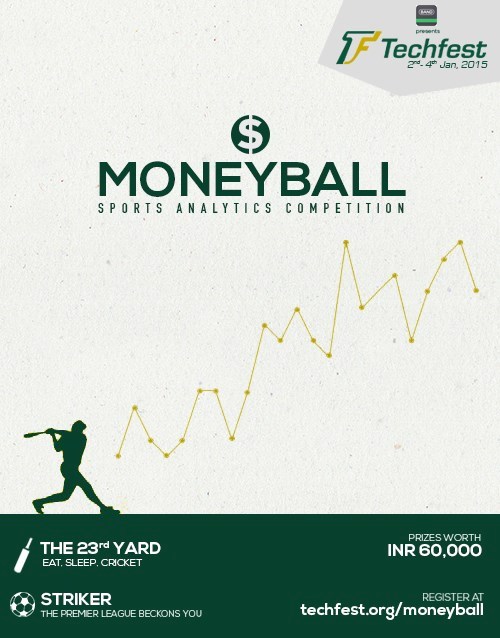 presents
TF Techfest
2nd- 4th Jan, 2015
$
MONEYBALL
SPORTS ANALYTICS COMPETITION
THE 23rd YARD
EAT, SLEEP, CRICKET
STRIKER
THE PREMIER LEAGUE BECKONS YOU
PRIZES WORTH
INR 60,000
REGISTER AT
techfest.org/moneyball